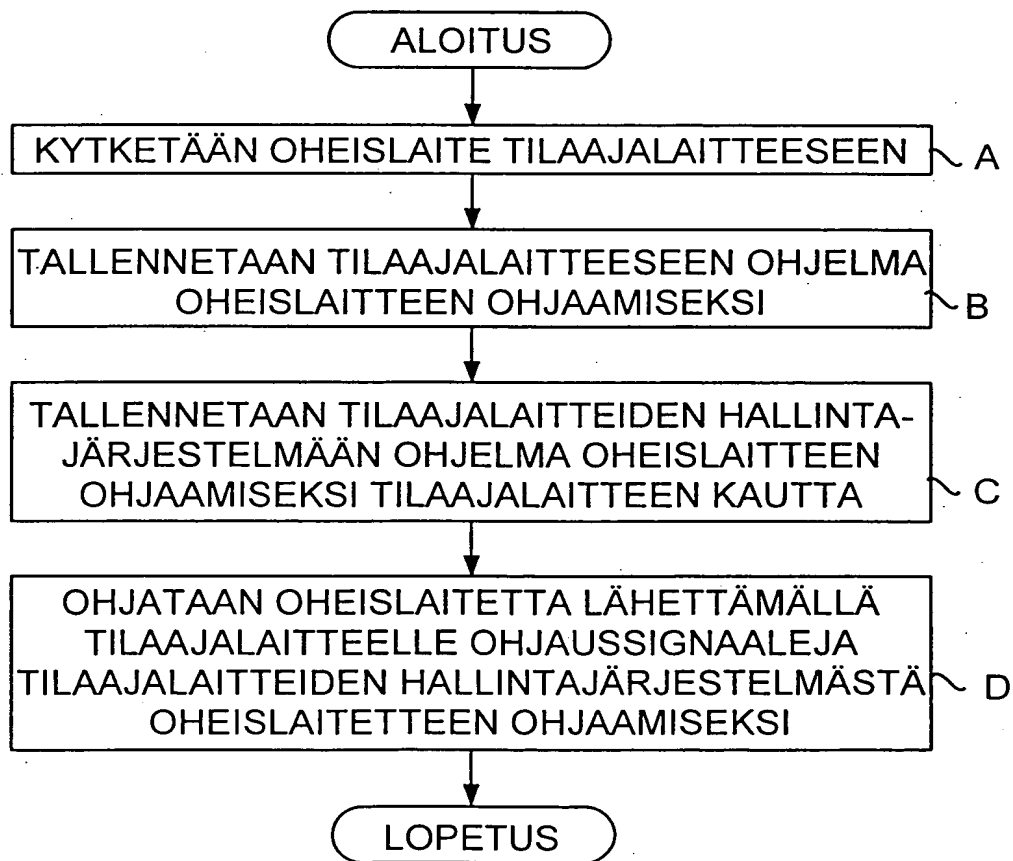 ALOITUS
KYTKETÄÄN OHEISLAITE TILAAJALAITTEESEEN
A
TALLENNETAAN TILAAJALAITTEESEEN OHJELMA
OHEISLAITTEEN OHJAAMISEKSI
B
TALLENNETAAN TILAAJALAITTEIDEN HALLINTA-
JÄRJESTELMÄÄN OHJELMA OHEISLAITTEEN
OHJAAMISEKSI TILAAJALAITTEEN KAUTTA
C
OHJATAAN OHEISLAITETTA LÄHETTÄMÄLLÄ
TILAAJALAITTEELLE OHJAUSSIGNAALEJA
TILAAJALAITTEIDEN HALLINTAJÄRJESTELMÄSTÄ
OHEISLAITETTEEN OHJAAMISEKSI
D
LOPETUS